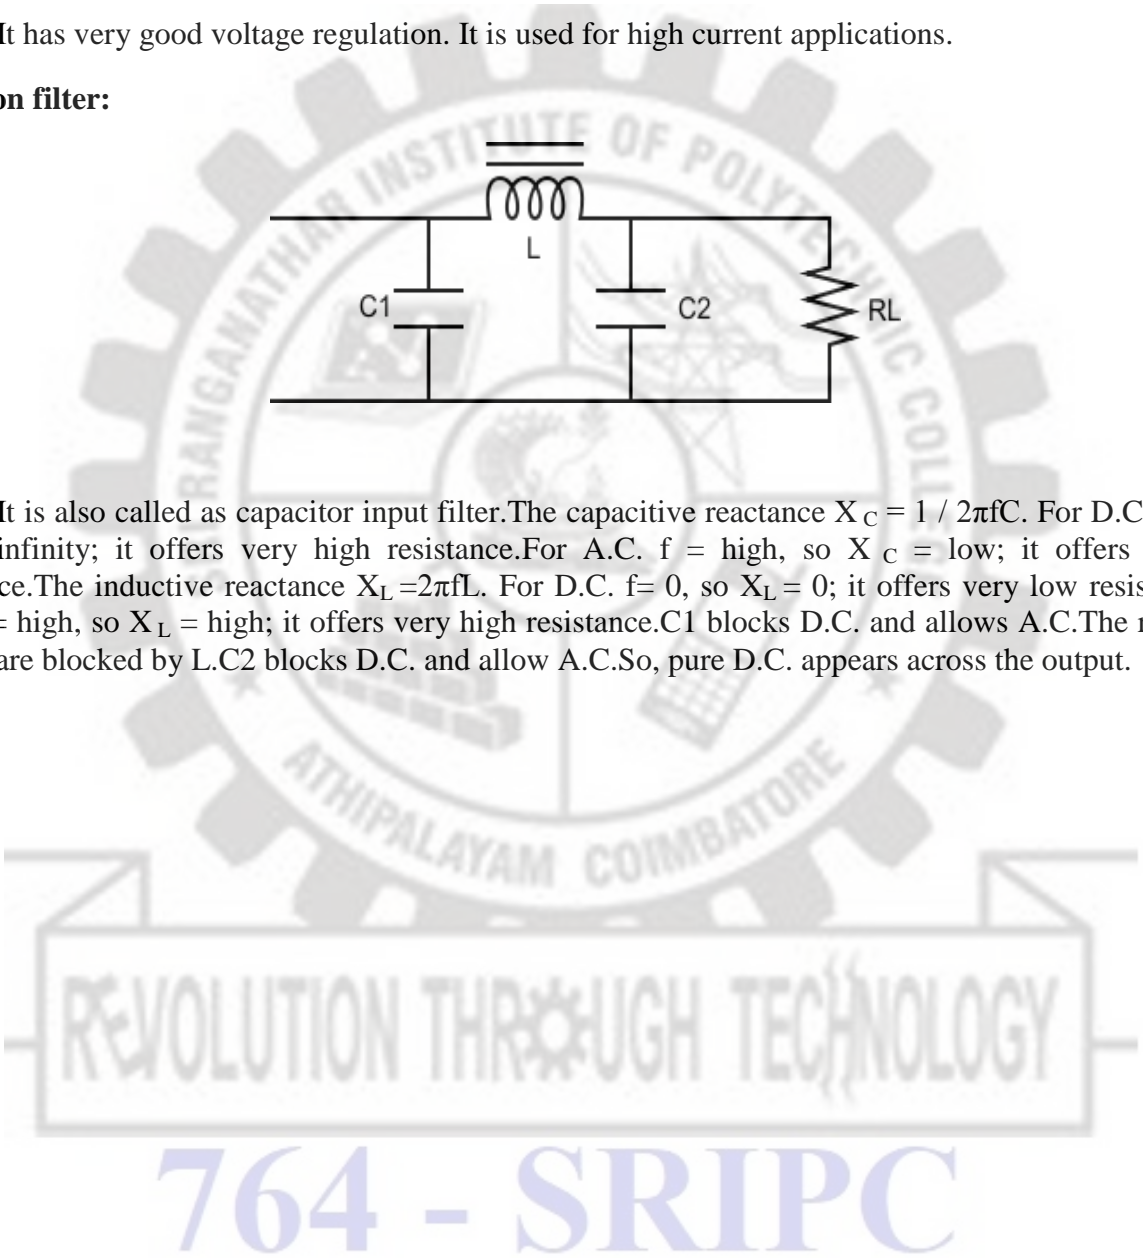 It has very good voltage regulation. It is used for high current applications.
on filter:
L
C1
C2
RL
It is also called as capacitor input filter.The capacitive reactance X C = 1 / 2πfC. For D.C
infinity; it offers very high resistance.For A.C. f = high, so X C = low; it offers
ce.The inductive reactance XL =2πfL. For D.C. f= 0, so XL = 0; it offers very low resis
= high, so X L = high; it offers very high resistance.C1 blocks D.C. and allows A.C.The r
are blocked by L.C2 blocks D.C. and allow A.C.So, pure D.C. appears across the output.
RANGANATHAR INSTITUTE OF POLYTECHNIC COLLEG
ATHIPALAYAM COIMBATORE
REVOLUTION THROUGH TECHNOLOGY
764 - SRIPC